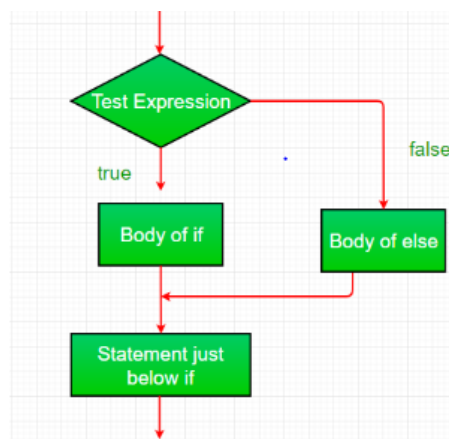 Test Expression
true
false
Body of if
Body of else
Statement just
below if